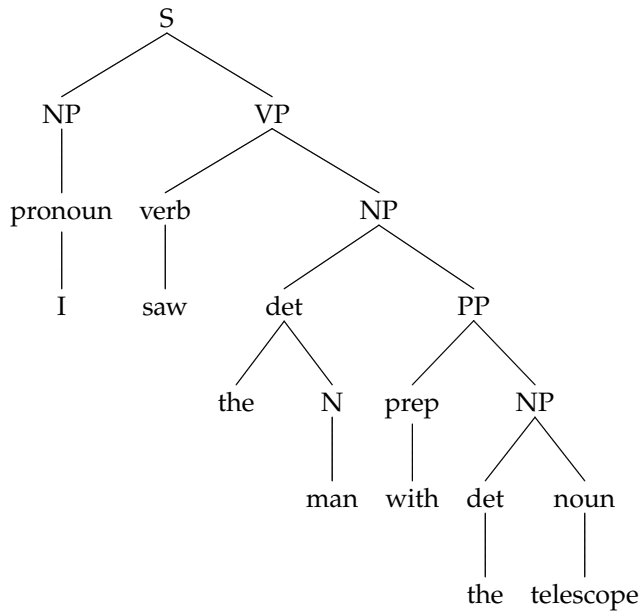 S
NP VP
pronoun verb NP
I saw det PP
the N prep NP
man with det noun
the telescope